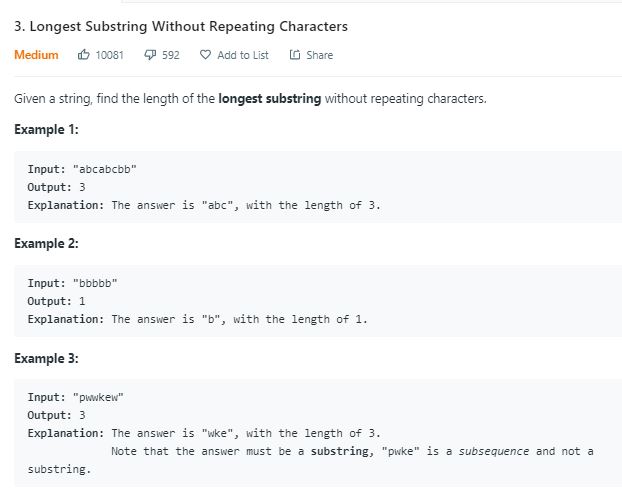 3. Longest Substring Without Repeating Characters
Medium 10081 592 Add to List Share
Given a string, find the length of the longest substring without repeating characters.
Example 1:
Input: "abcabcbb"
Output: 3
Explanation: The answer is "abc", with the length of 3.
Example 2:
Input: "bbbbb"
Output: 1
Explanation: The answer is "b", with the length of 1.
Example 3:
Input: "pwwkew"
Output: 3
Explanation: The answer is "wke", with the length of 3.
Note that the answer must be a substring, "pwke" is a subsequence and not a
substring.